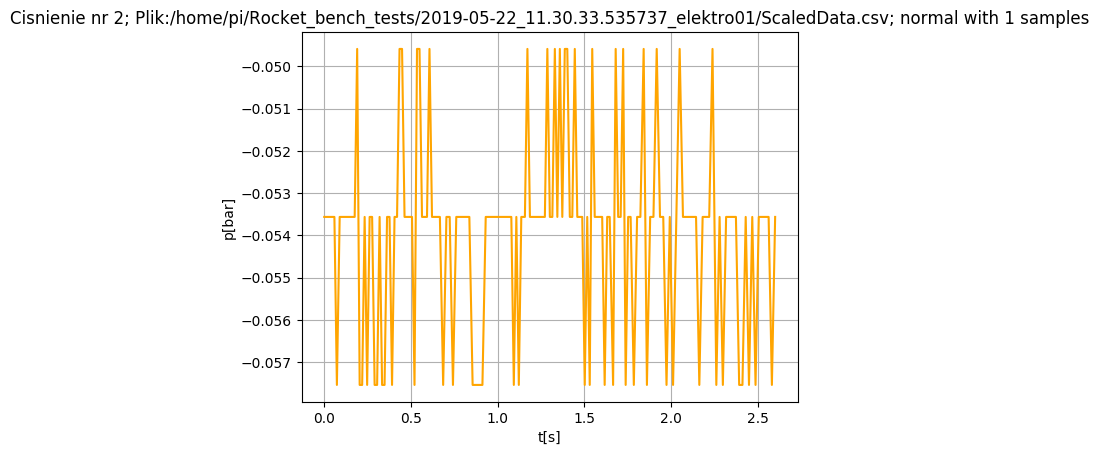 Cisnienie nr 2; Plik:/home/pi/Rocket_bench_tests/2019-05-22_11.30.33.535737_elektro01/ScaledData.csv; normal with 1 samples
−0.050
−0.051
−0.052
−0.053
−0.054
−0.055
−0.056
−0.057
p[bar]
0.0 0.5 1.0 1.5 2.0 2.5
t[s]